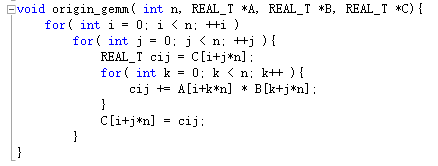 void origin_gemm( int n, REAL_T *A, REAL_T *B, REAL_T *C){
for( int i = 0; i < n; ++i )
for( int j = 0; j < n; ++j ){
REAL_T cij = C[i+j*n];
for( int k = 0; k < n; k++ ){
cij += A[i+k*n] * B[k+j*n];
}
C[i+j*n] = cij;
}
}